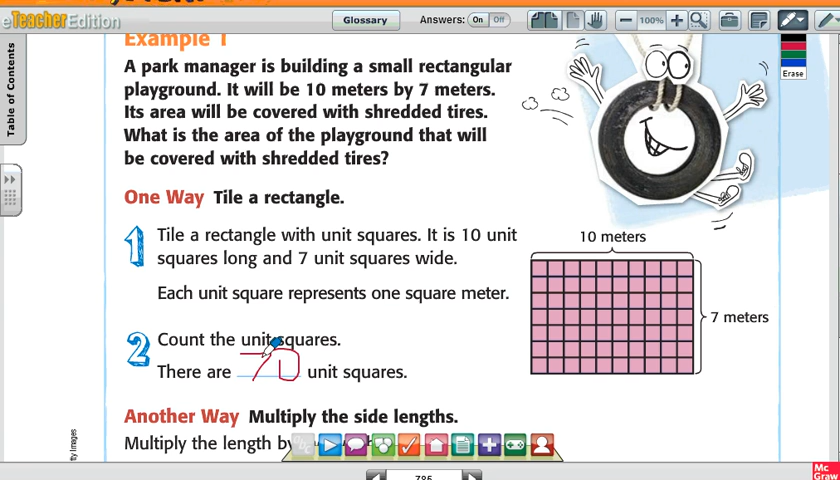 eTeacherEdition
Glossary
Answers: On Off
100%
Table of Contents
Erase
Example 1
A park manager is building a small rectangular
playground. It will be 10 meters by 7 meters.
Its area will be covered with shredded tires.
What is the area of the playground that will
be covered with shredded tires?
One Way Tile a rectangle.
1 Tile a rectangle with unit squares. It is 10 unit
squares long and 7 unit squares wide.
Each unit square represents one square meter.
10 meters
7 meters
2 Count the unit squares.
There are 70 unit squares.
Another Way Multiply the side lengths.
Multiply the length by
ty Images
785
Mc
Graw